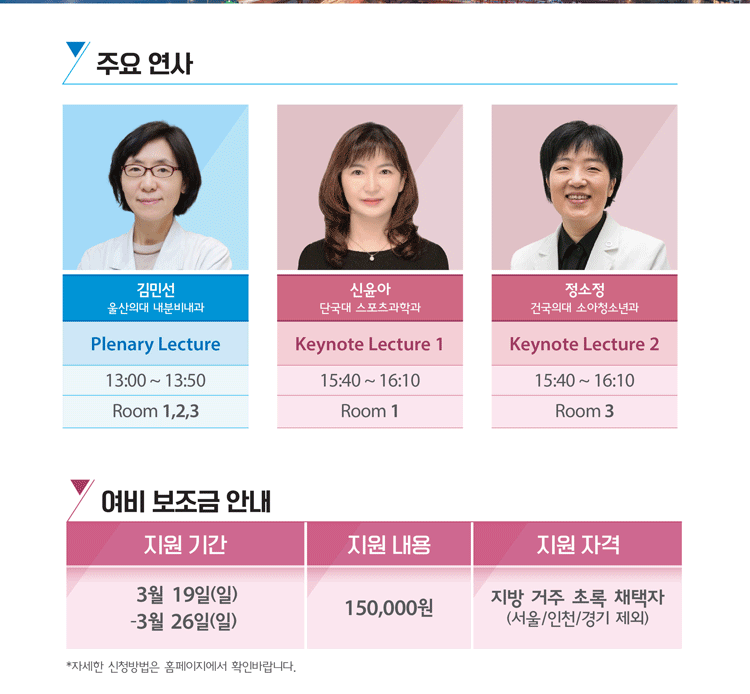 주요 연사
김민선
울산의대 내분비내과
Plenary Lecture
13:00 ~ 13:50
Room 1,2,3
신윤아
단국대 스포츠과학과
Keynote Lecture 1
15:40 ~ 16:10
Room 1
정소정
건국의대 소아청소년과
Keynote Lecture 2
15:40 ~ 16:10
Room 3
여비 보조금 안내
지원 기간
지원 내용
지원 자격
3월 19일(일)
-3월 26일(일)
150,000원
지방 거주 초록 채택자
(서울/인천/경기 제외)
*자세한 신청방법은 홈페이지에서 확인바랍니다.